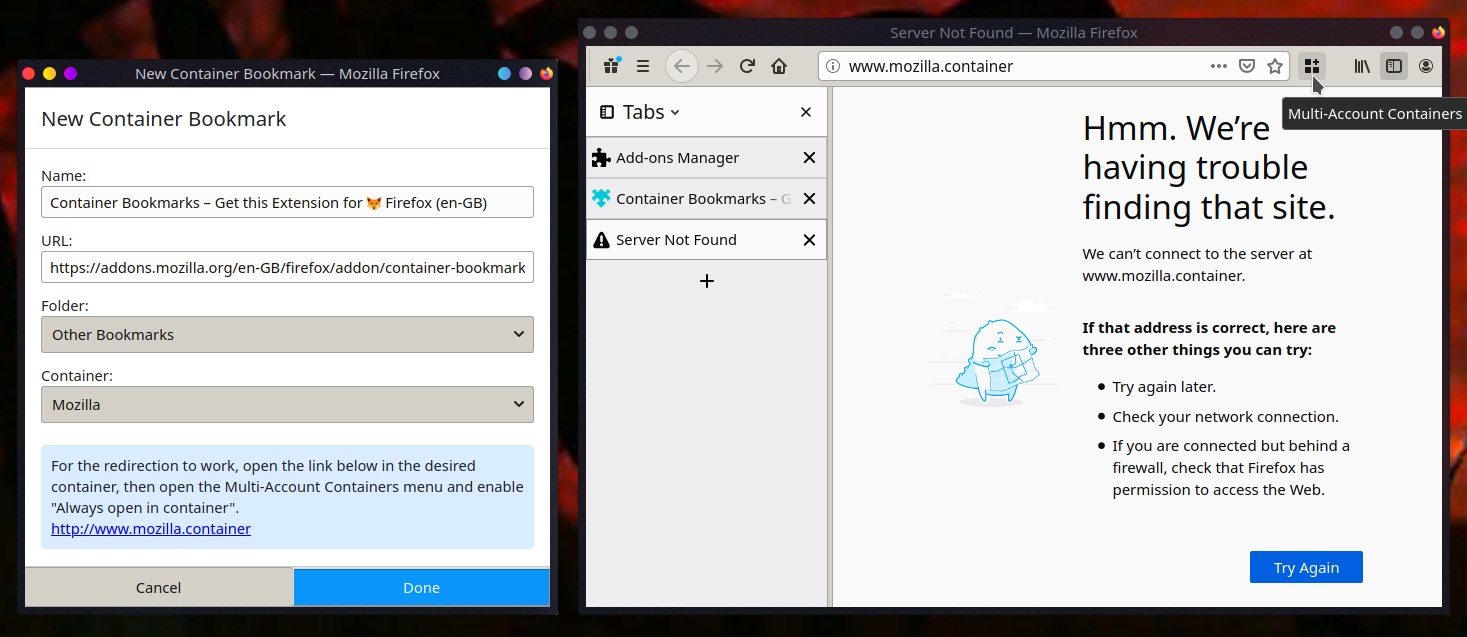 New Container Bookmark — Mozilla Firefox
New Container Bookmark
Name:
Container Bookmarks – Get this Extension for 🦊 Firefox (en-GB)
URL:
https://addons.mozilla.org/en-GB/firefox/addon/container-bookmark
Folder:
Other Bookmarks
Container:
Mozilla
For the redirection to work, open the link below in the desired
container, then open the Multi-Account Containers menu and enable
"Always open in container".
http://www.mozilla.container
Cancel
Done
Server Not Found — Mozilla Firefox
www.mozilla.container
Multi-Account Containers
Tabs
Add-ons Manager
Container Bookmarks – G
Server Not Found
Hmm. We’re
having trouble
finding that site.
We can’t connect to the server at
www.mozilla.container.
If that address is correct, here are
three other things you can try:
Try again later.
Check your network connection.
If you are connected but behind a
firewall, check that Firefox has
permission to access the Web.
Try Again